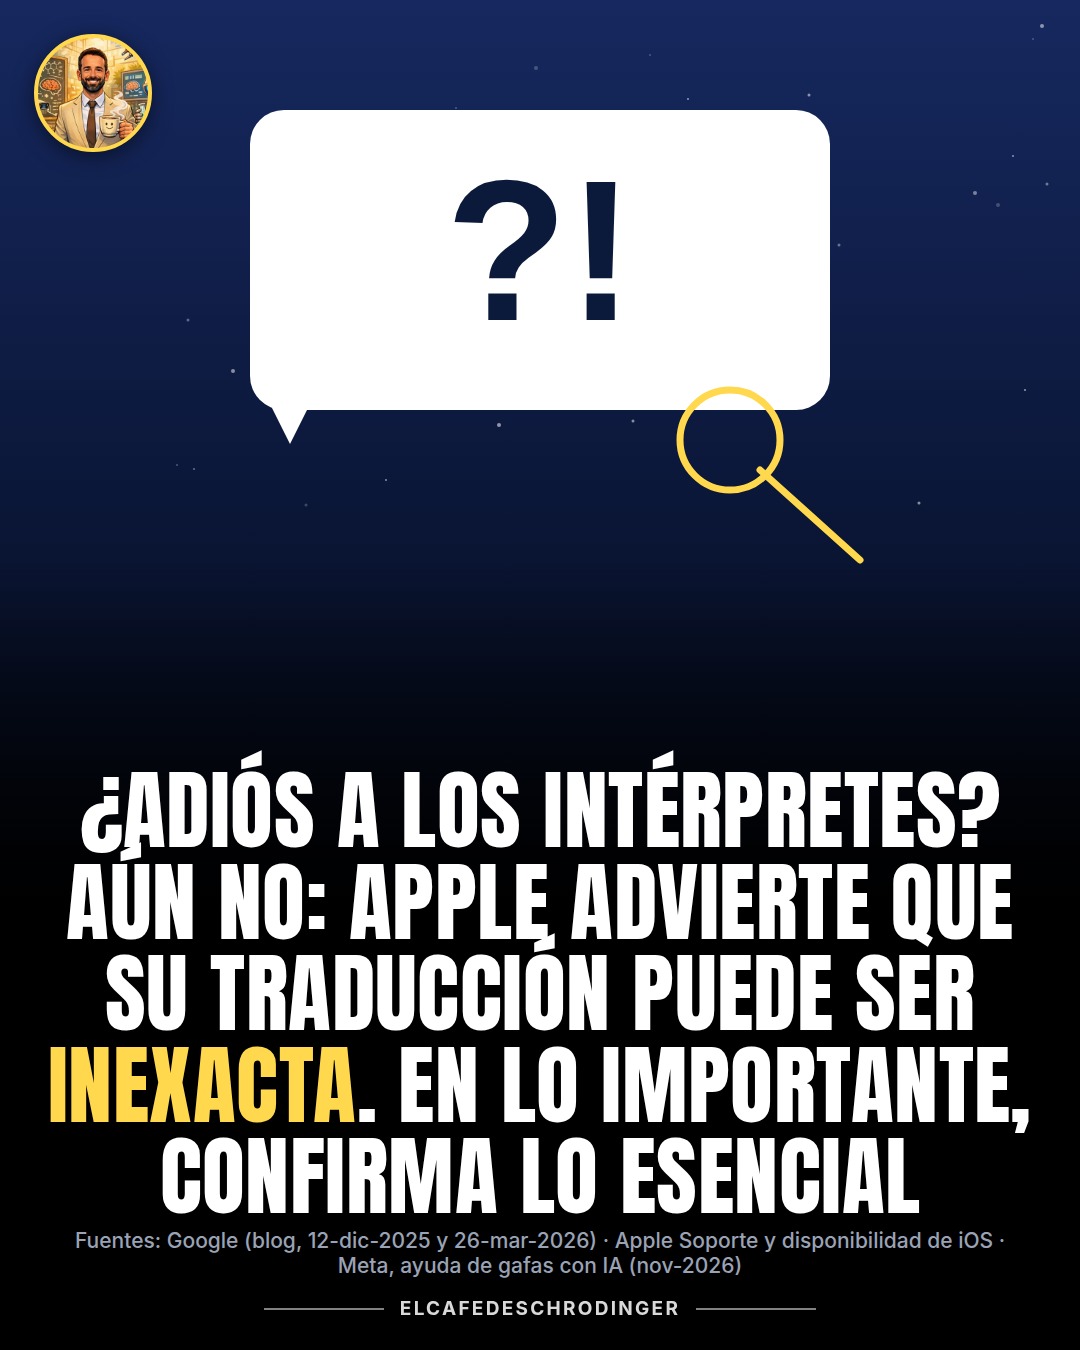 ?!
¿ADIÓS A LOS INTÉRPRETES?
AÚN NO: APPLE ADVIERTE QUE
SU TRADUCCIÓN PUEDE SER
INEXACTA. EN LO IMPORTANTE,
CONFIRMA LO ESENCIAL
Fuentes: Google (blog, 12-dic-2025 y 26-mar-2026) · Apple Soporte y disponibilidad de iOS ·
Meta, ayuda de gafas con IA (nov-2026)
ELCAFEDESCHRODINGER